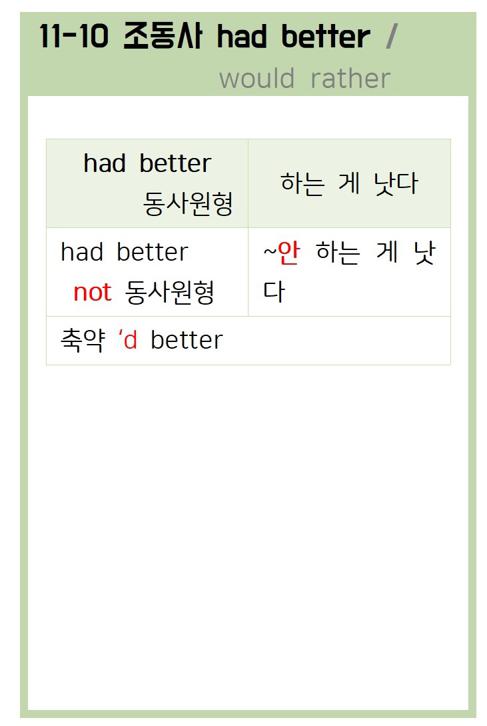 11-10 조동사 had better /
would rather
had better
동사원형
하는 게 낫다
had better
not 동사원형
~안 하는 게 낫
다
축약 ‘d better